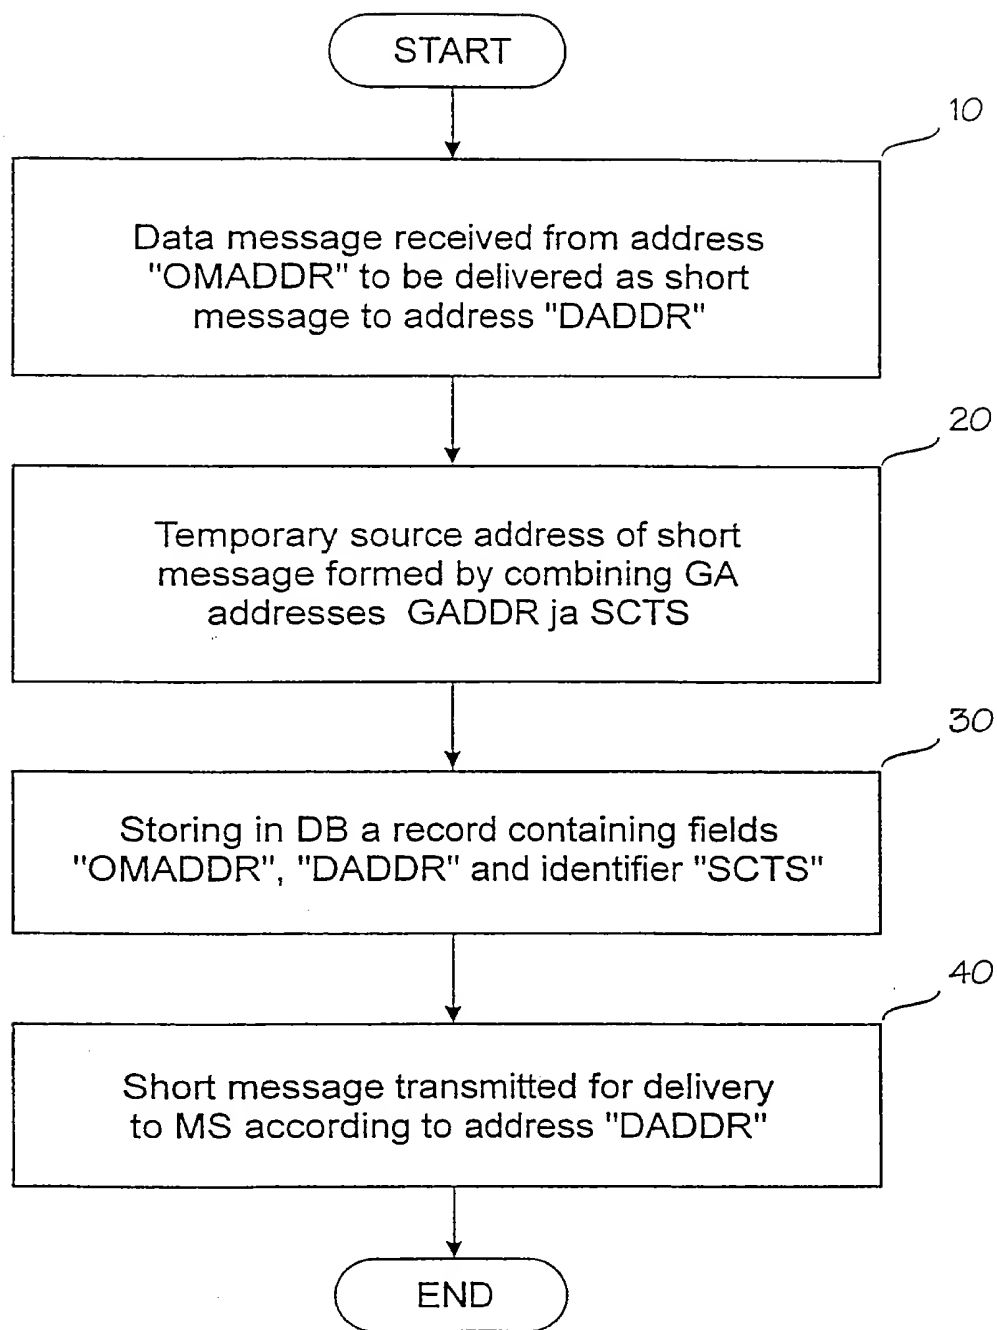 START
10
Data message received from address
"OMADDR" to be delivered as short
message to address "DADDR"
20
Temporary source address of short
message formed by combining GA
addresses GADDR ja SCTS
30
Storing in DB a record containing fields
"OMADDR", "DADDR" and identifier "SCTS"
40
Short message transmitted for delivery
to MS according to address "DADDR"
END